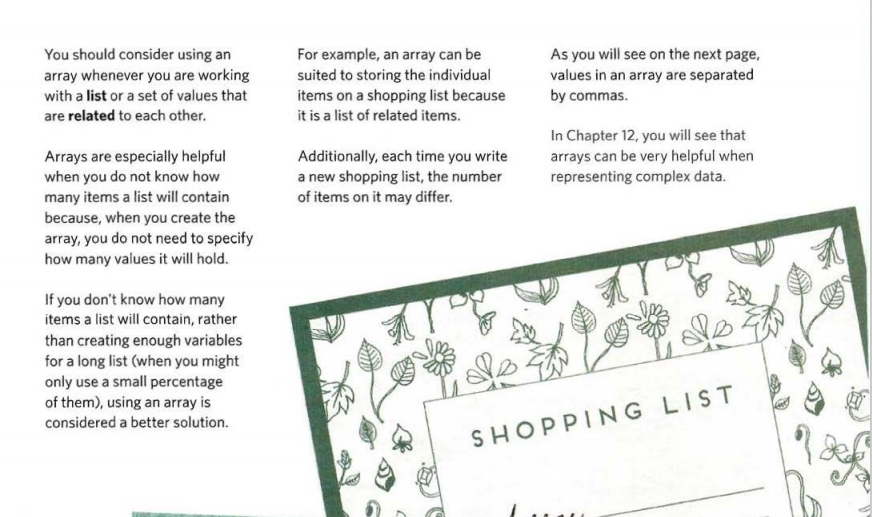 You should consider using an
array whenever you are working
with a list or a set of values that
are related to each other.
Arrays are especially helpful
when you do not know how
many items a list will contain
because, when you create the
array, you do not need to specify
how many values it will hold.
If you don't know how many
items a list will contain, rather
than creating enough variables
for a long list (when you might
only use a small percentage
of them), using an array is
considered a better solution.
For example, an array can be
suited to storing the individual
items on a shopping list because
it is a list of related items.
Additionally, each time you write
a new shopping list, the number
of items on it may differ.
As you will see on the next page,
values in an array are separated
by commas.
In Chapter 12, you will see that
arrays can be very helpful when
representing complex data.
SHOPPING LIST